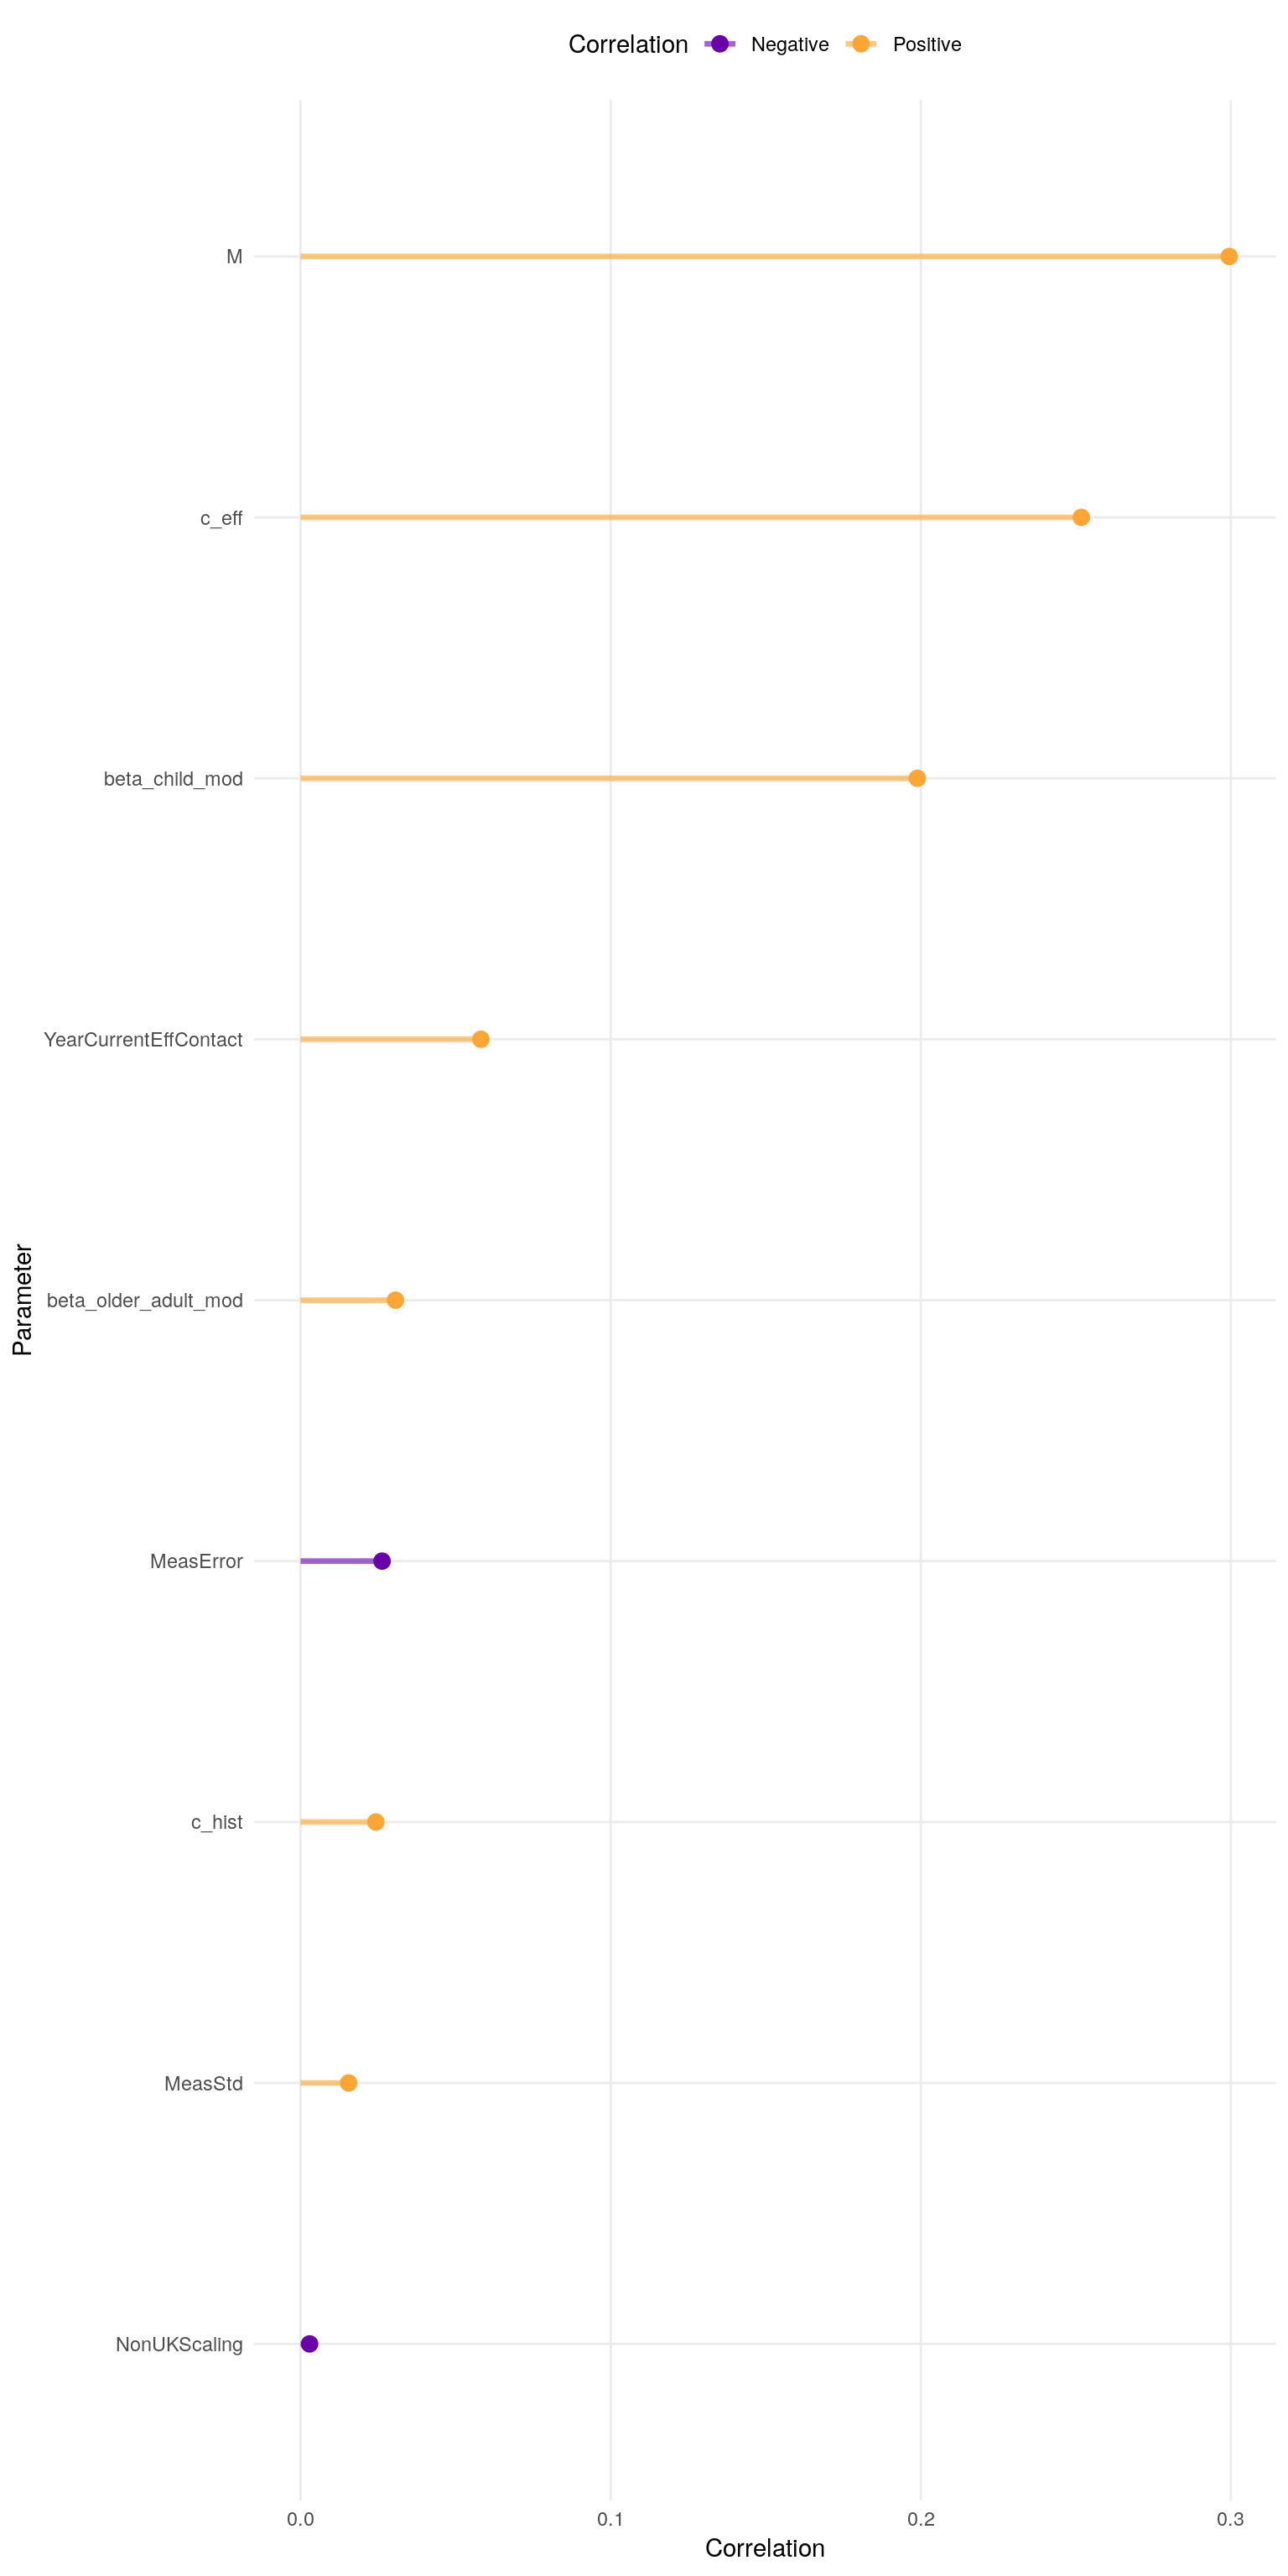 Correlation Negative Positive
M
c_eff
beta_child_mod
YearCurrentEffContact
beta_older_adult_mod
MeasError
c_hist
MeasStd
NonUKScaling
Parameter
0.0 0.1 0.2 0.3
Correlation